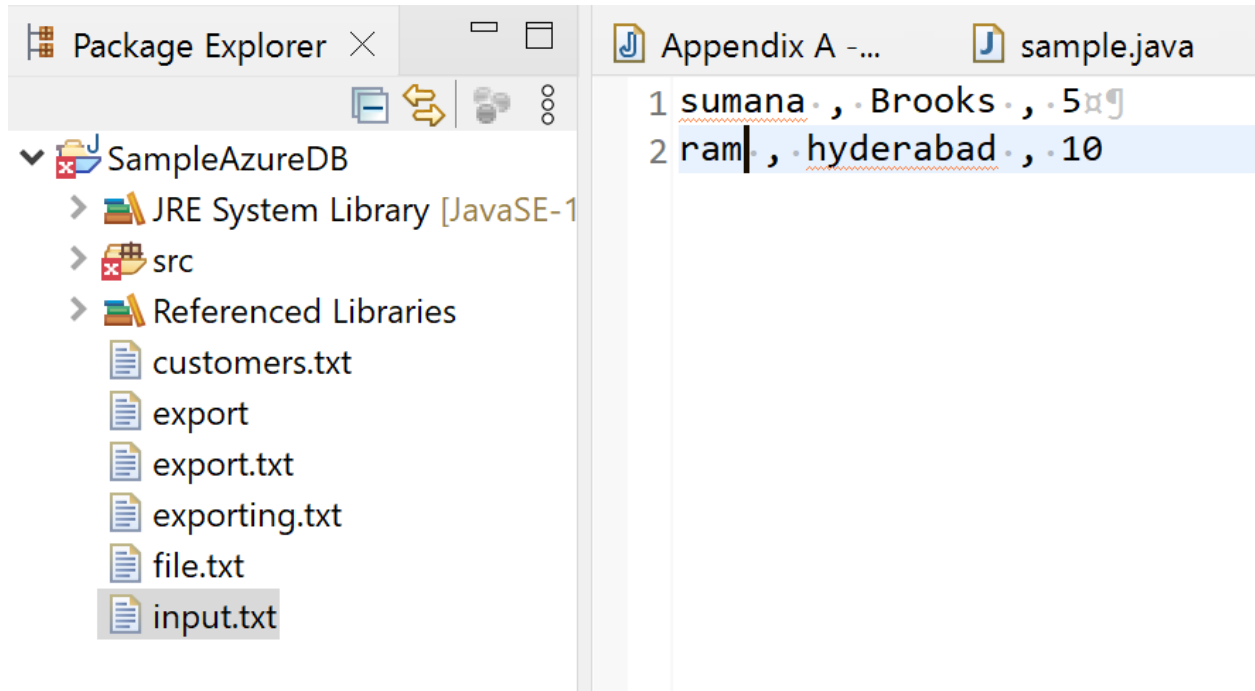 Package Explorer
Appendix A -...
sample.java
SampleAzureDB
JRE System Library [JavaSE-1
src
Referenced Libraries
customers.txt
export
export.txt
exporting.txt
file.txt
input.txt
1 sumana , Brooks , 5¤¶
2 ram , hyderabad , 10